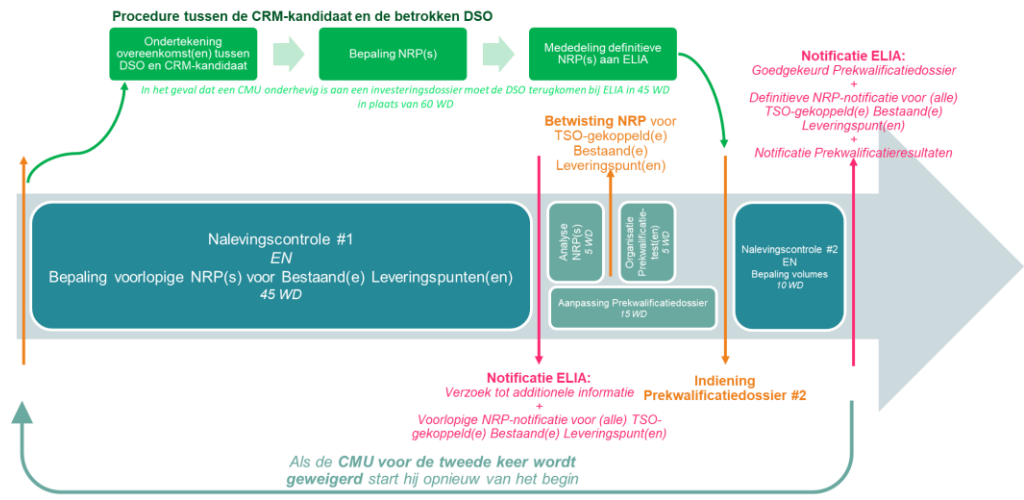 Procedure tussen de CRM-kandidaat en de betrokken DSO
Ondertekening
overeenkomst(en) tussen
DSO en CRM-kandidaat
Bepaling NRP(s)
Mededeling definitieve
NRP(s) aan ELIA
In het geval dat een CMU onderhevig is aan een investeringsdossier moet de DSO terugkomen bij ELIA in 45 WD
in plaats van 60 WD
Notificatie ELIA:
Goedgekeurd Prekwalificatiedossier
+
Definitieve NRP-notificatie voor (alle)
TSO-gekoppeld(e) Bestaand(e)
Leveringspunt(en)
+
Notificatie Prekwalificatieresultaten
Betwisting NRP voor
TSO-gekoppeld(e)
Bestaand(e)
Leveringspunt(en)
Nalevingscontrole #1
EN
Bepaling voorlopige NRP(s) voor Bestaand(e) Leveringspunten(en)
45 WD
Analyse
NRP(s)
5 WD
Organisatie
Prekwalificatie-
test(en)
5 WD
Aanpassing Prekwalificatiedossier
15 WD
Nalevingscontrole #2
EN
Bepaling volumes
10 WD
Notificatie ELIA:
Verzoek tot additionele informatie
+
Voorlopige NRP-notificatie voor (alle) TSO-
gekoppeld(e) Bestaand(e) Leveringspunt(en)
Indiening
Prekwalificatiedossier #2
Als de CMU voor de tweede keer wordt
geweigerd start hij opnieuw van het begin